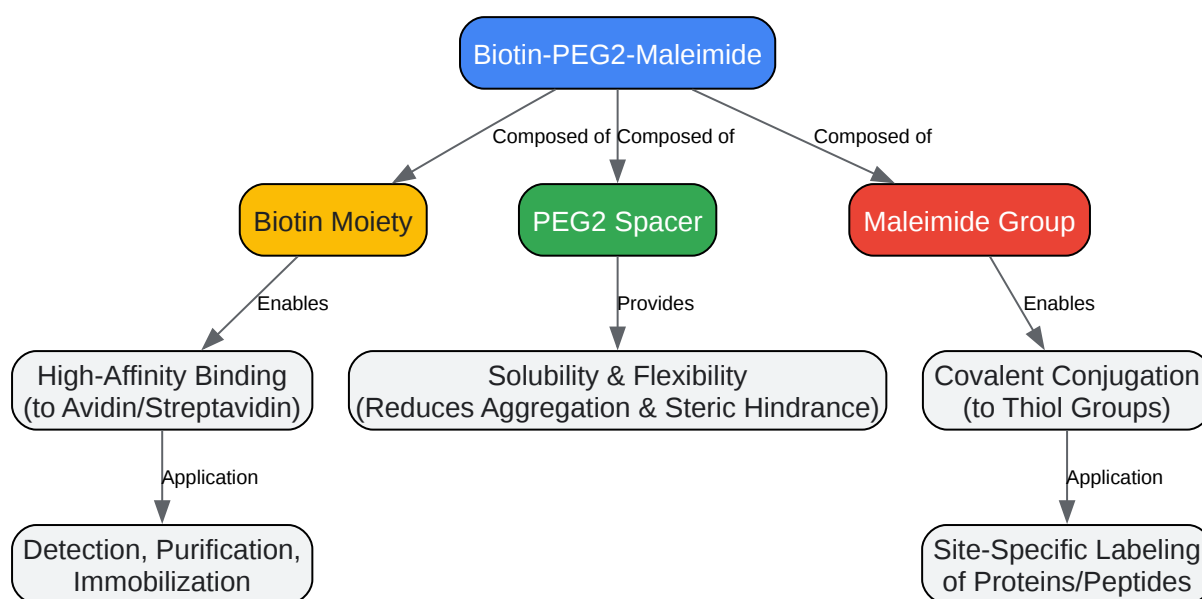 Biotin-PEG2-Maleimide
Composed of
Composed of
Composed of
Biotin Moiety
PEG2 Spacer
Maleimide Group
Enables
Provides
Enables
High-Affinity Binding
(to Avidin/Streptavidin)
Solubility & Flexibility
(Reduces Aggregation & Steric Hindrance)
Covalent Conjugation
(to Thiol Groups)
Application
Application
Detection, Purification,
Immobilization
Site-Specific Labeling
of Proteins/Peptides